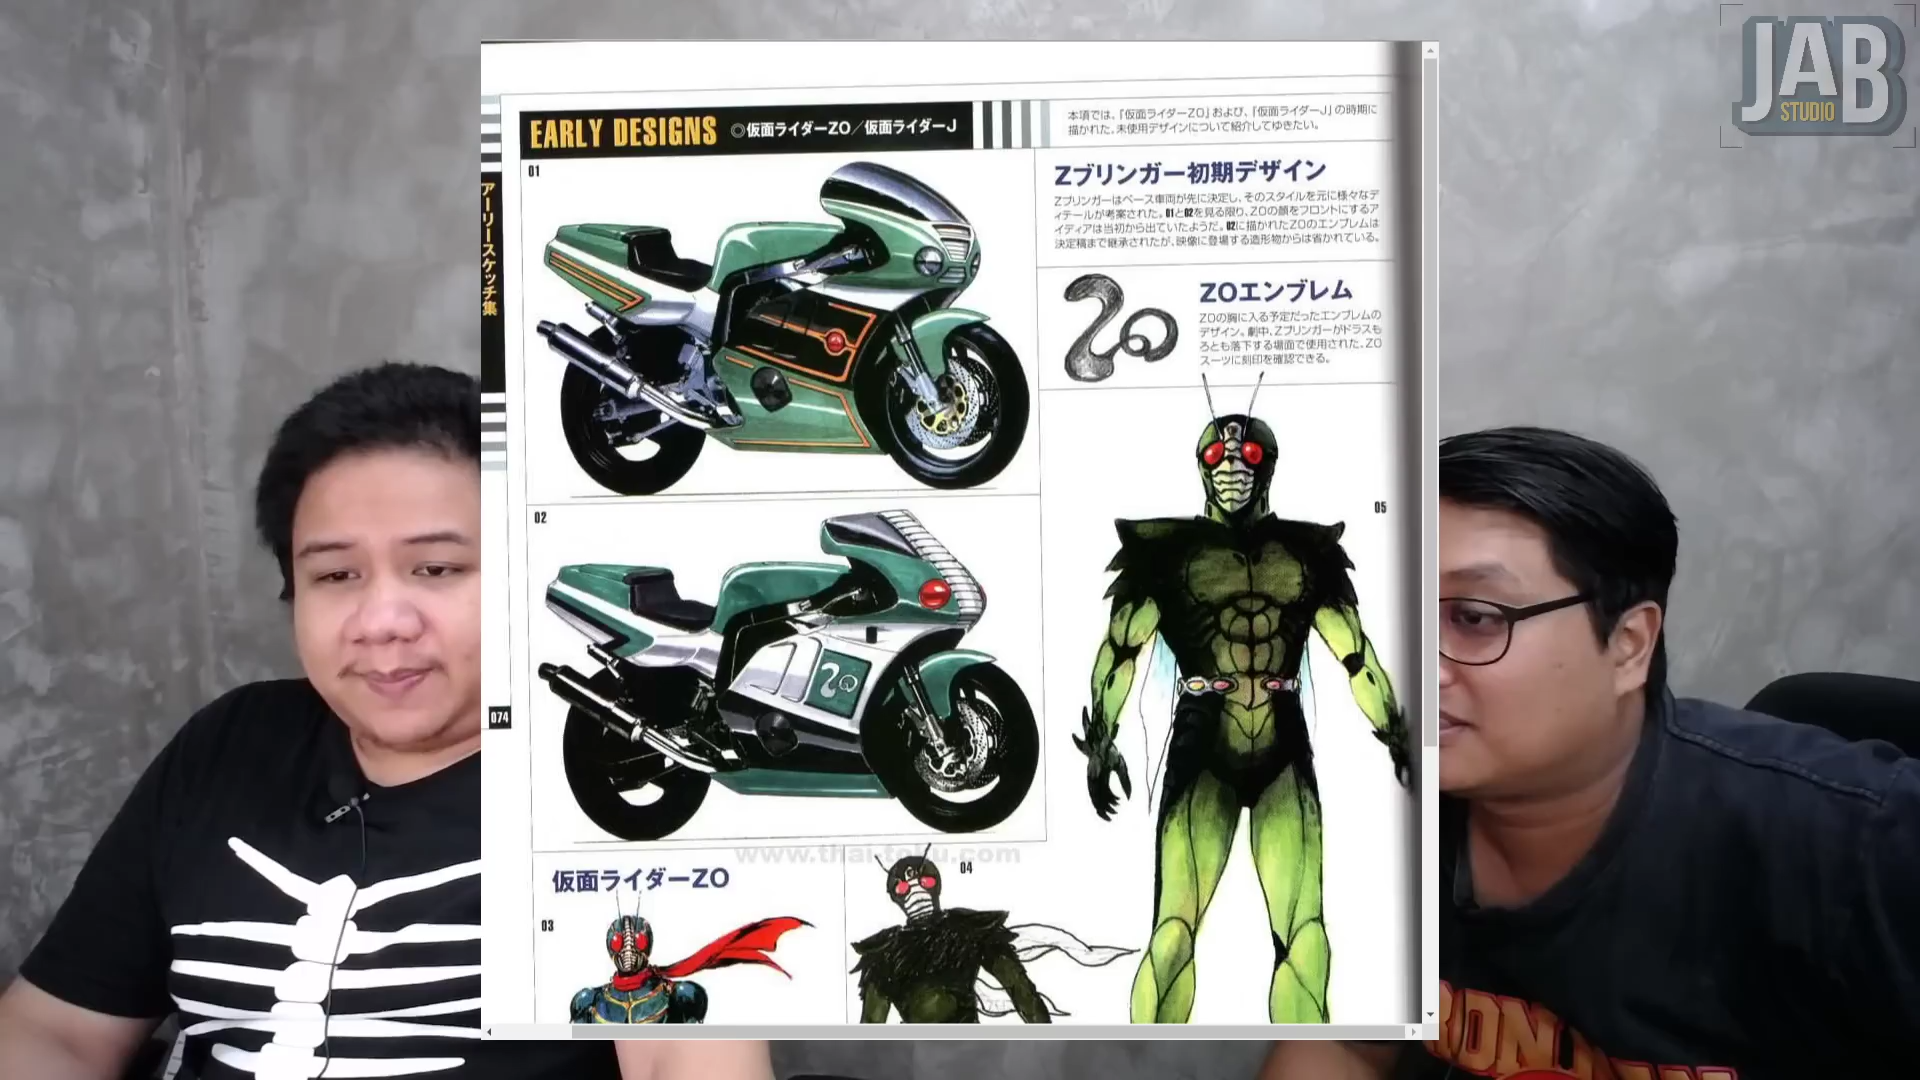 JAB
STUDIO
EARLY DESIGNS ◎仮面ライダーZO／仮面ライダーJ
本項では、『仮面ライダーZO』および、『仮面ライダーJ』の時期に
描かれた、未使用デザインについて紹介してゆきたい。
アーリースケッチ集
01
Zブリンガー初期デザイン
Zブリンガーはベース車両が先に決定し、そのスタイルを元に様々なデ
ィテールが考案された。01と02を見る限り、ZOの顔をフロントにするア
イディアは当初から出ていたようだ。02に描かれたZOのエンブレムは
決定稿まで継承されたが、映像に登場する造形物からは省かれている。
ZO
ZOエンブレム
ZOの胸に入る予定だったエンブレムの
デザイン。劇中、Zブリンガーがドラスも
ろとも落下する場面で使用された、ZO
スーツに刻印を確認できる。
02
05
ZO
074
www.thai-toku.com
仮面ライダーZO
03
04